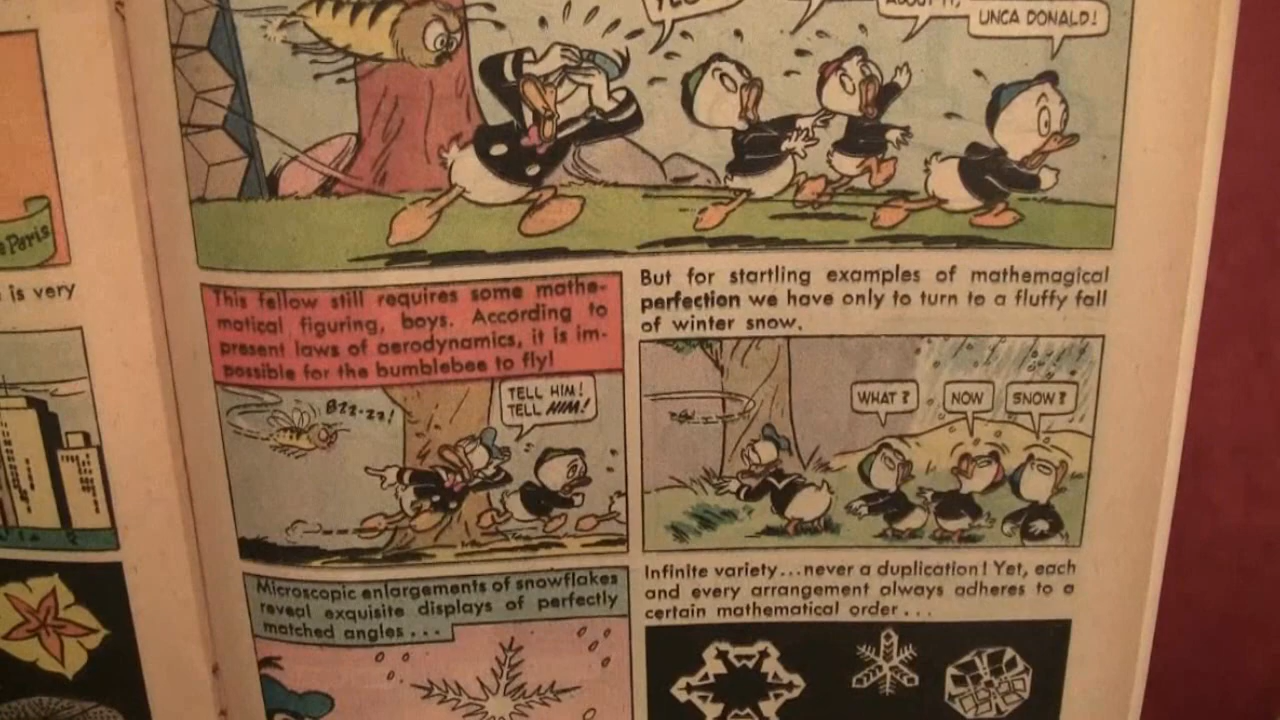 UNCA DONALD!
Paris
is very
This fellow still requires some mathe-
matical figuring, boys. According to
present laws of aerodynamics, it is im-
possible for the bumblebee to fly!
BZZ-ZZ!
TELL HIM!
TELL HIM!
But for startling examples of mathemagical
perfection we have only to turn to a fluffy fall
of winter snow.
WHAT?
NOW
SNOW?
Microscopic enlargements of snowflakes
reveal exquisite displays of perfectly
matched angles...
Infinite variety...never a duplication! Yet, each
and every arrangement always adheres to a
certain mathematical order...